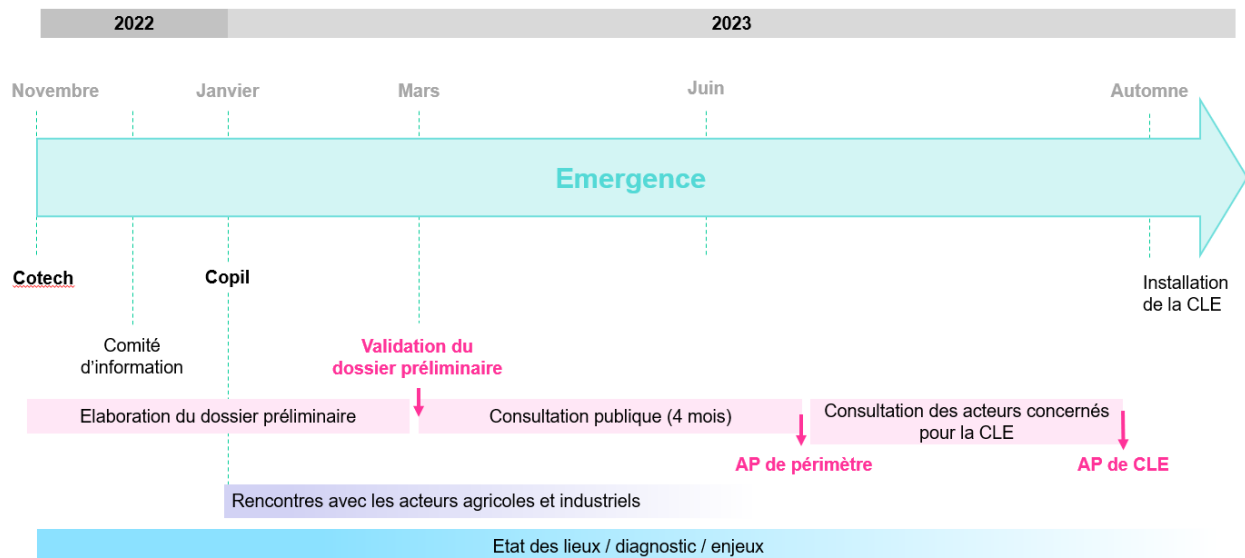 2022
2023
Novembre
Janvier
Mars
Juin
Automne
Emergence
Cotech
Copil
Installation
de la CLE
Comité
d'information
Validation du
dossier préliminaire
Elaboration du dossier préliminaire
Consultation publique (4 mois)
Consultation des acteurs concernés
pour la CLE
AP de périmètre
AP de CLE
Rencontres avec les acteurs agricoles et industriels
Etat des lieux / diagnostic / enjeux